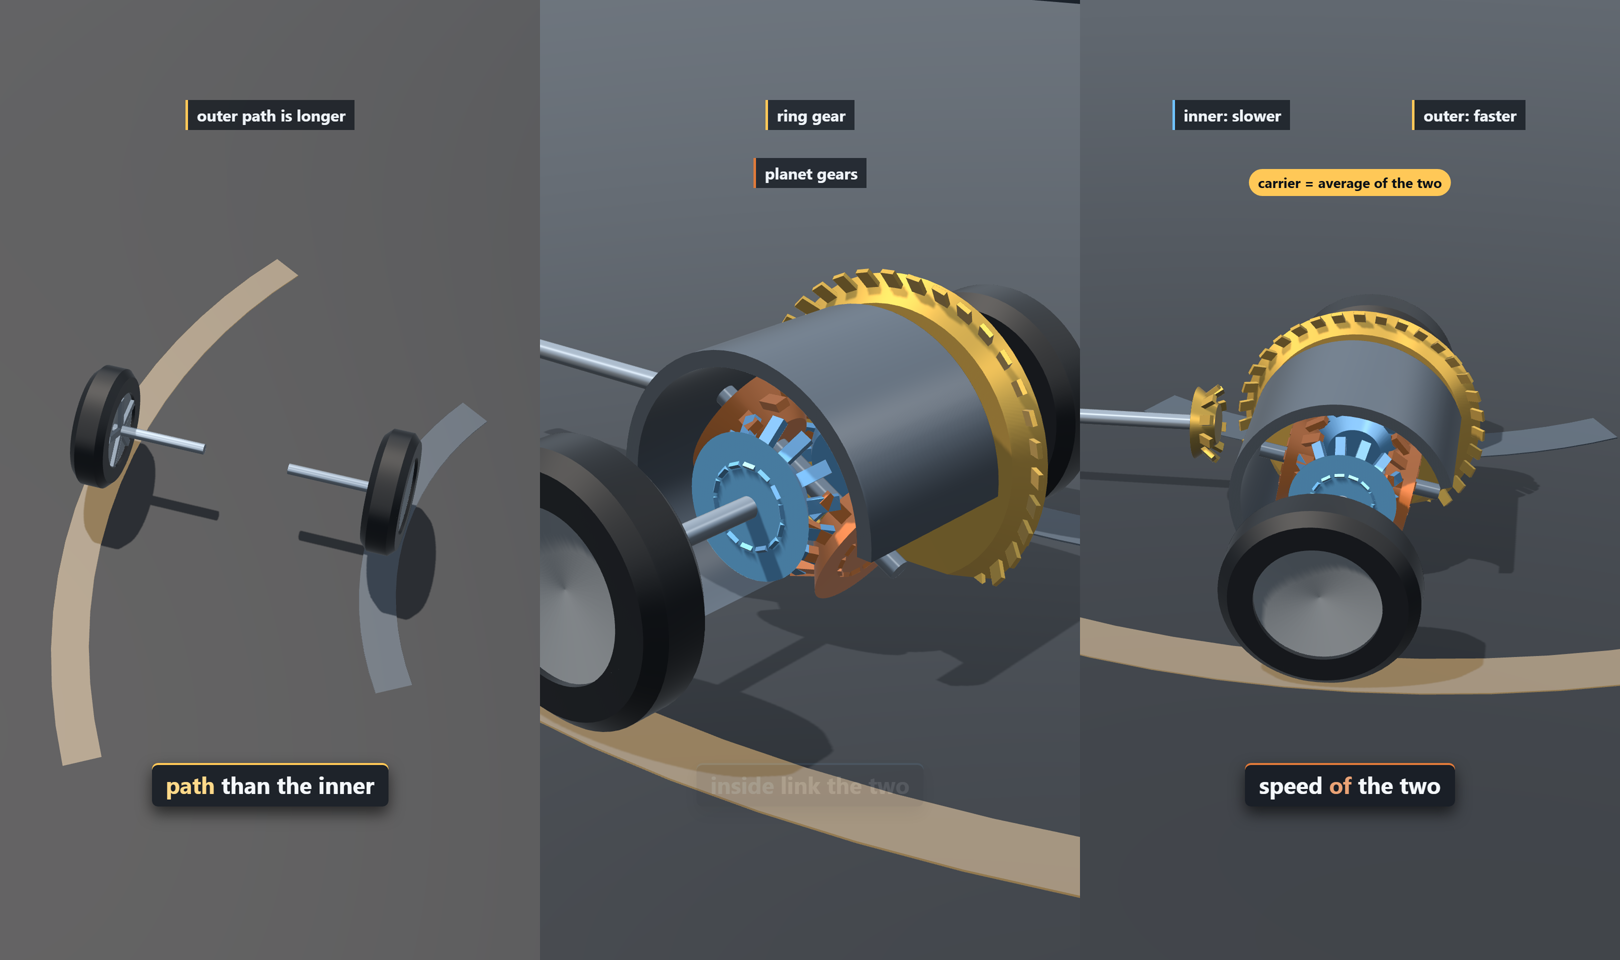 outer path is longer
path than the inner
ring gear
planet gears
inside link the two
inner: slower
outer: faster
carrier = average of the two
speed of the two